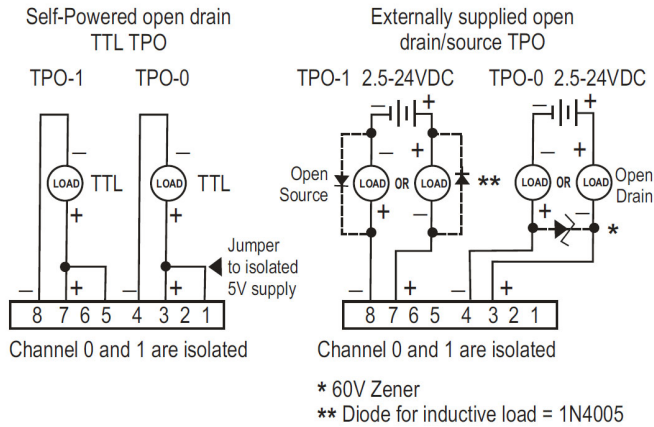 Self-Powered open drain
TTL TPO
TPO-1 TPO-0
− −
LOAD TTL LOAD TTL
+ +
Jumper
to isolated
5V supply
− + − +
8 7 6 5 4 3 2 1
Channel 0 and 1 are isolated
Externally supplied open
drain/source TPO
TPO-1 2.5-24VDC TPO-0 2.5-24VDC
− + − +
− + − +
Open
Source
LOAD OR LOAD ** LOAD OR LOAD
Open
Drain
+ − + −
*
− + − +
8 7 6 5 4 3 2 1
Channel 0 and 1 are isolated
* 60V Zener
** Diode for inductive load = 1N4005